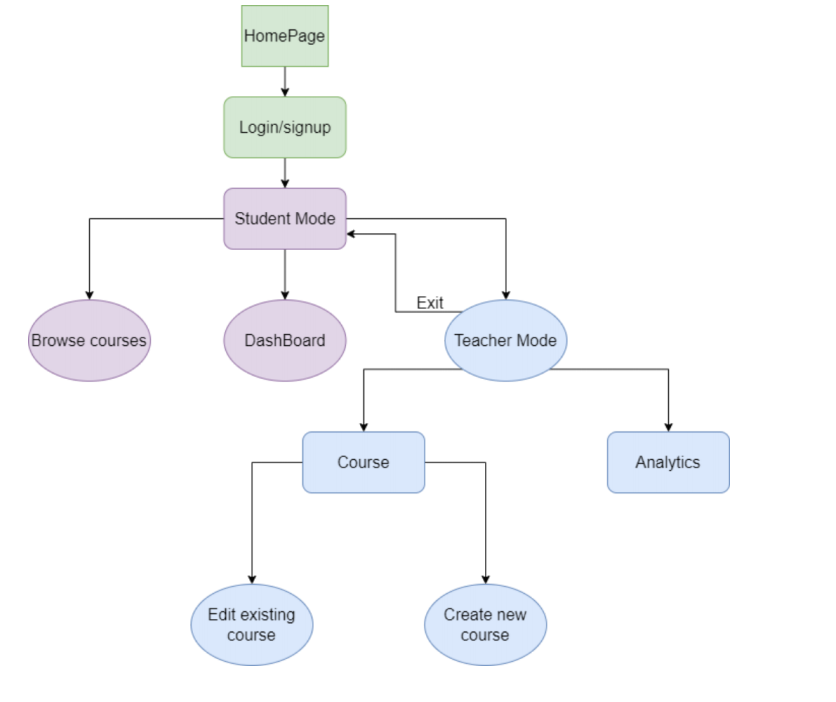 HomePage
Login/signup
Student Mode
Exit
Browse courses
DashBoard
Teacher Mode
Course
Analytics
Edit existing
course
Create new
course